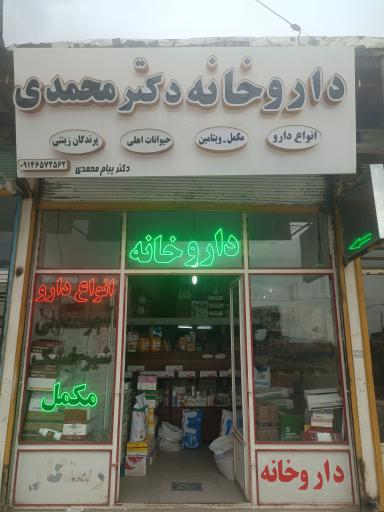 داروخانه دکتر محمدی
انواع دارو
مکمل - ویتامین
حیوانات اهلی
پرندگان زینتی
دکتر پیام محمدی
۰۹۱۴۶۵۷۲۵۶۲
داروخانه
انواع دارو
مکمل
داروخانه